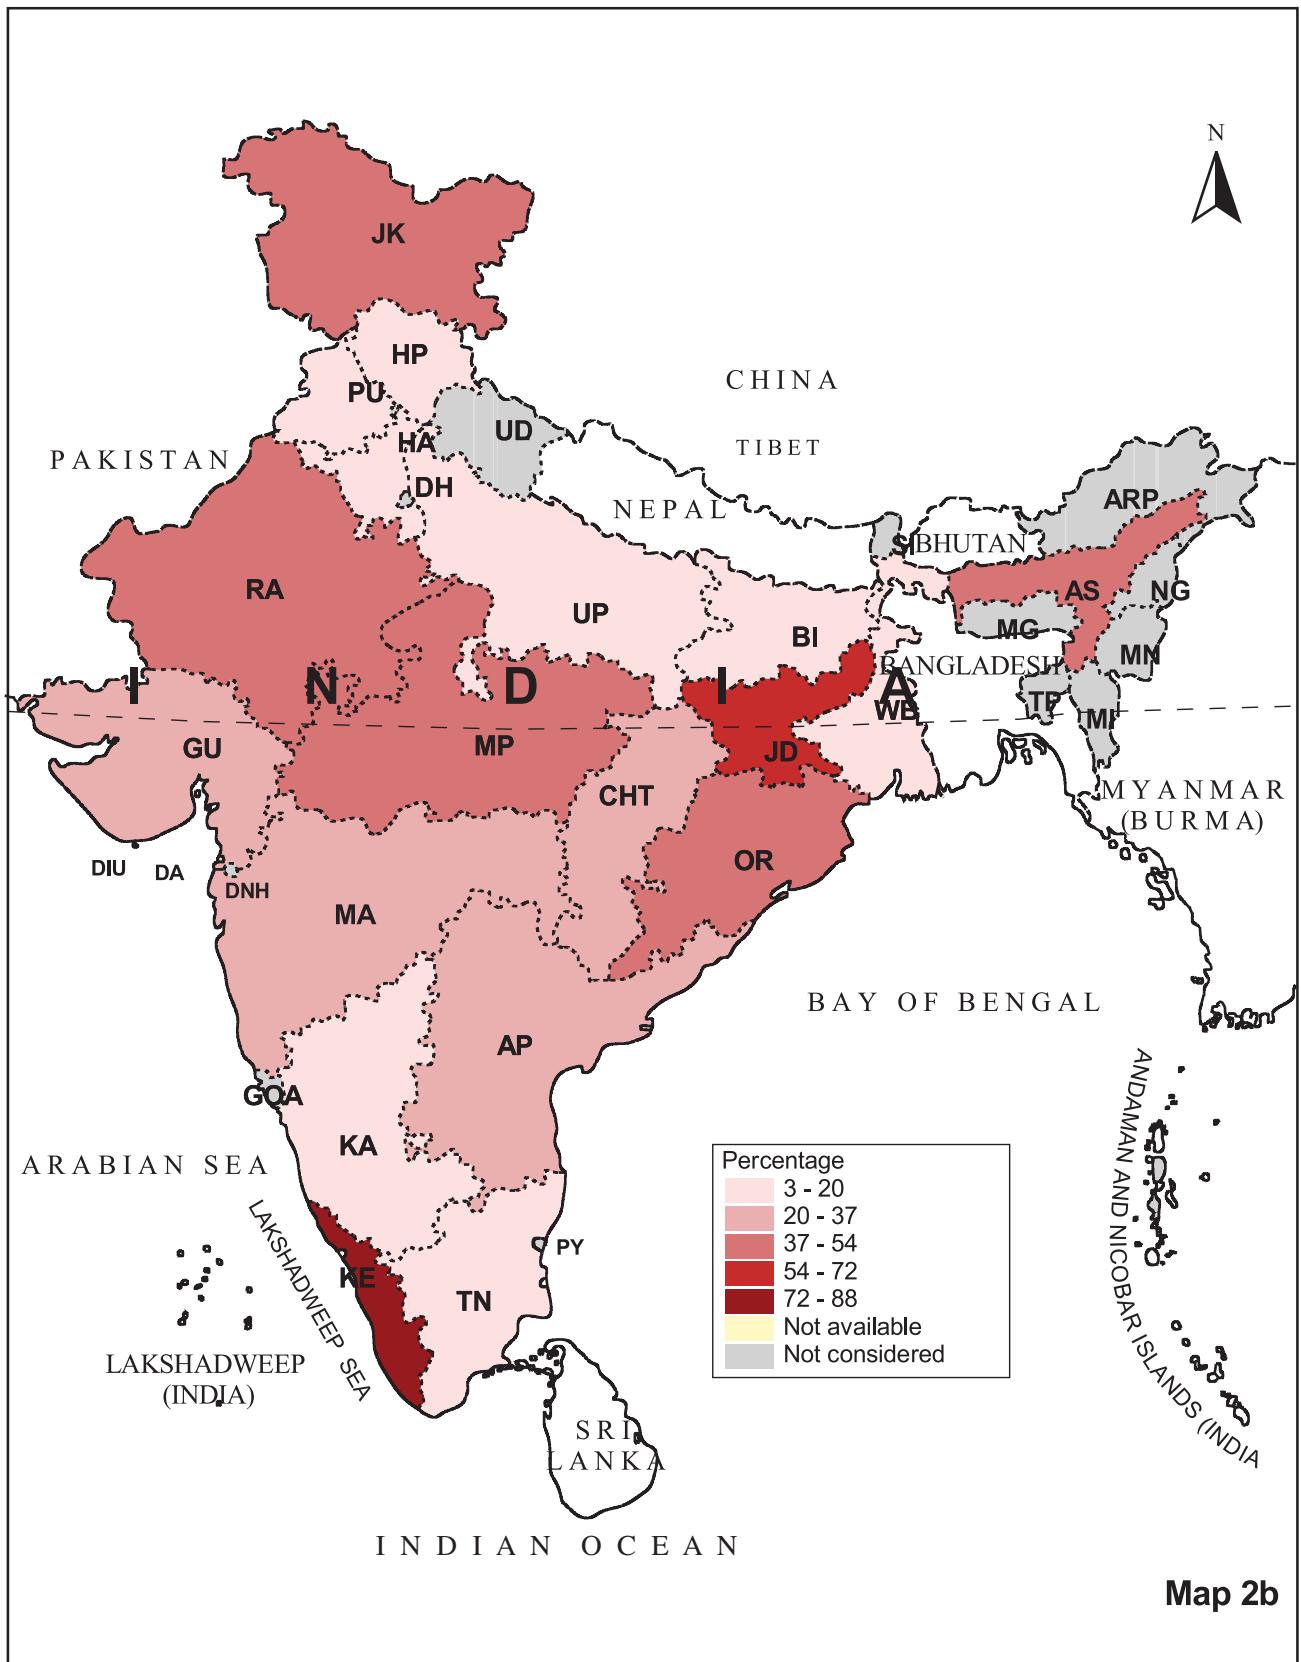 N
JK
HP
PU
CHINA
HA
UD
TIBET
PAKISTAN
DH
NEPAL
ARP
SI
BHUTAN
RA
AS
NG
UP
MG
BI
MN
BANGLADESH
I N D I A
TP
WB
MI
GU
MP
JD
CHT
MYANMAR
(BURMA)
DIU
DA
OR
DNH
MA
BAY OF BENGAL
AP
GOA
KA
ARABIAN SEA
ANDAMAN AND NICOBAR ISLANDS (INDIA
LAKSHADWEEP SEA
Percentage
3 - 20
20 - 37
37 - 54
54 - 72
72 - 88
Not available
Not considered
PY
KE
TN
LAKSHADWEEP
(INDIA)
SRI
LANKA
INDIAN OCEAN
Map 2b